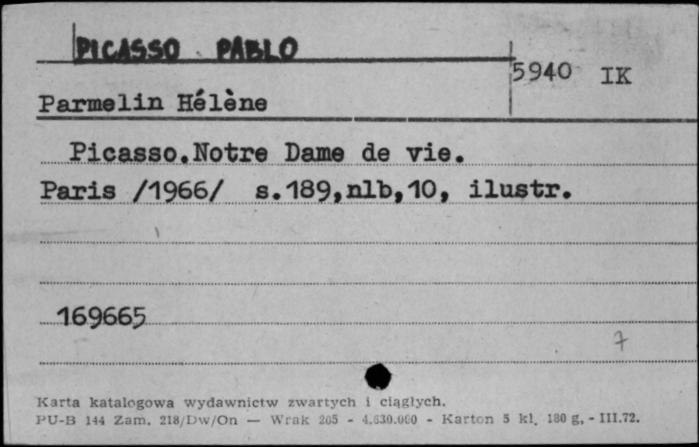 PICASSO PABLO
5940 IK
Parmelin Hélène
Picasso.Notre Dame de vie.
Paris /1966/ s.189,nlb,10, ilustr.
169665
7
Karta katalogowa wydawnictw zwartych i ciągłych.
PU-B 144 Zam. 218/Dw/On — Wrak 205 - 4.630.000 - Karton 5 kl. 180 g. - III.72.